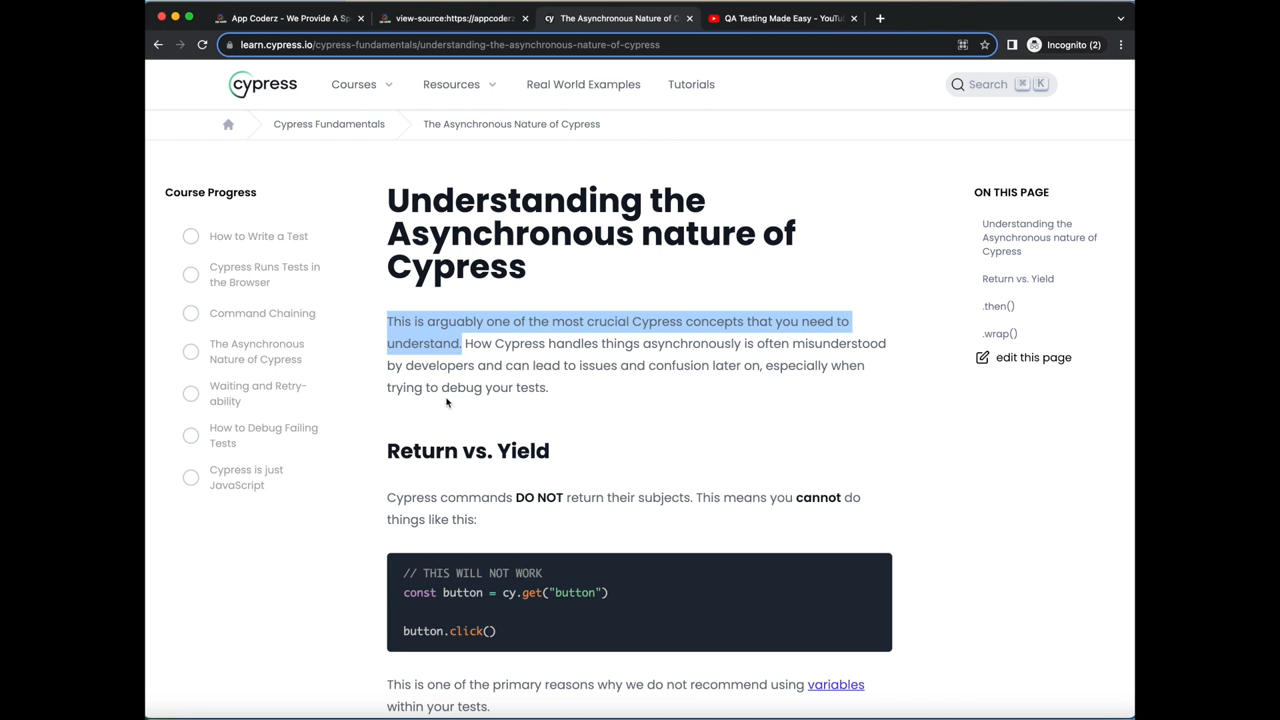 App Coderz - We Provide A Sp
view-source:https://appcoderz
cy The Asynchronous Nature of C
QA Testing Made Easy - YouTu
learn.cypress.io/cypress-fundamentals/understanding-the-asynchronous-nature-of-cypress
Incognito (2)
cypress
Courses
Resources
Real World Examples
Tutorials
Search ⌘ K
Cypress Fundamentals
The Asynchronous Nature of Cypress
Course Progress
How to Write a Test
Cypress Runs Tests in
the Browser
Command Chaining
The Asynchronous
Nature of Cypress
Waiting and Retry-
ability
How to Debug Failing
Tests
Cypress is just
JavaScript
Understanding the
Asynchronous nature of
Cypress
This is arguably one of the most crucial Cypress concepts that you need to
understand. How Cypress handles things asynchronously is often misunderstood
by developers and can lead to issues and confusion later on, especially when
trying to debug your tests.
Return vs. Yield
Cypress commands DO NOT return their subjects. This means you cannot do
things like this:
// THIS WILL NOT WORK
const button = cy.get("button")
button.click()
This is one of the primary reasons why we do not recommend using variables
within your tests.
ON THIS PAGE
Understanding the
Asynchronous nature of
Cypress
Return vs. Yield
.then()
.wrap()
edit this page